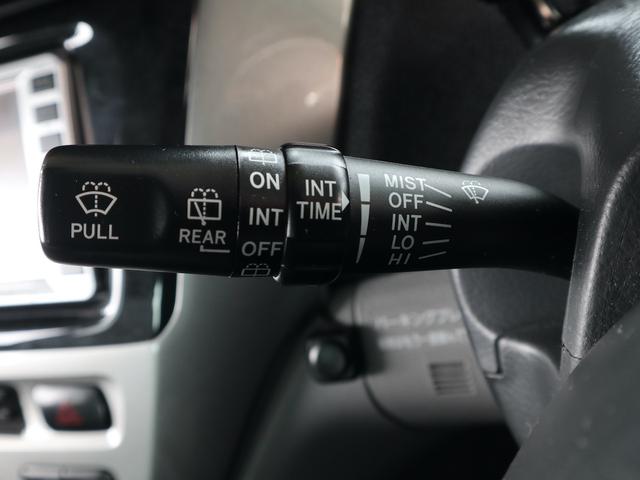 PULL
REAR
ON
INT
OFF
INT
TIME
MIST
OFF
INT
LO
HI